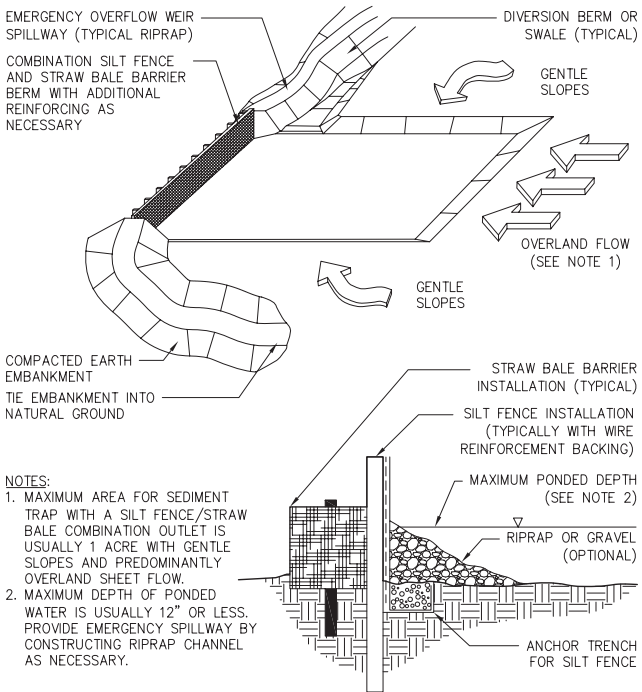 EMERGENCY OVERFLOW WEIR
SPILLWAY (TYPICAL RIPRAP)
COMBINATION SILT FENCE
AND STRAW BALE BARRIER
BERM WITH ADDITIONAL
REINFORCING AS
NECESSARY
DIVERSION BERM OR
SWALE (TYPICAL)
GENTLE
SLOPES
OVERLAND FLOW
(SEE NOTE 1)
GENTLE
SLOPES
COMPACTED EARTH
EMBANKMENT
TIE EMBANKMENT INTO
NATURAL GROUND
STRAW BALE BARRIER
INSTALLATION (TYPICAL)
SILT FENCE INSTALLATION
(TYPICALLY WITH WIRE
REINFORCEMENT BACKING)
MAXIMUM PONDED DEPTH
(SEE NOTE 2)
RIPRAP OR GRAVEL
(OPTIONAL)
ANCHOR TRENCH
FOR SILT FENCE
NOTES:
1. MAXIMUM AREA FOR SEDIMENT
TRAP WITH A SILT FENCE/STRAW
BALE COMBINATION OUTLET IS
USUALLY 1 ACRE WITH GENTLE
SLOPES AND PREDOMINANTLY
OVERLAND SHEET FLOW.
2. MAXIMUM DEPTH OF PONDED
WATER IS USUALLY 12" OR LESS.
PROVIDE EMERGENCY SPILLWAY BY
CONSTRUCTING RIPRAP CHANNEL
AS NECESSARY.